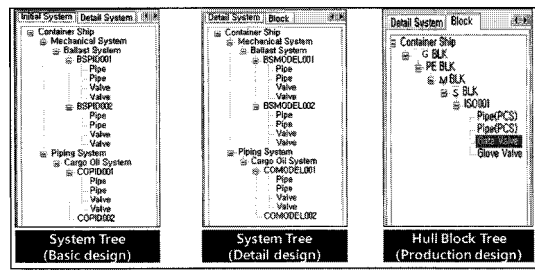 Initial System Detail System
Container Ship
Mechanical System
Ballast System
BSPID001
Pipe
Pipe
Valve
Valve
BSPID002
Pipe
Pipe
Valve
Valve
Piping System
Cargo Oil System
COPID001
Pipe
Pipe
Valve
Valve
COPID002
System Tree
(Basic design)
Detail System Block
Container Ship
Mechanical System
Ballast System
BSMODEL001
Pipe
Pipe
Valve
Valve
BSMODEL002
Pipe
Pipe
Valve
Valve
Piping System
Cargo Oil System
COMODEL001
Pipe
Pipe
Valve
Valve
COMODEL002
System Tree
(Detail design)
Detail System Block
Container Ship
G BLK
PE BLK
M BLK
S BLK
ISO001
Pipe(PCS)
Pipe(PCS)
Gate Valve
Glove Valve
Hull Block Tree
(Production design)